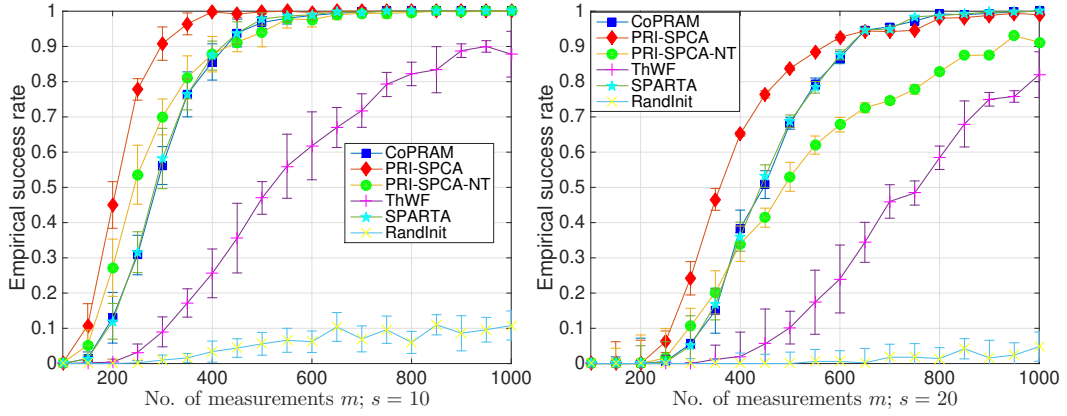 Empirical success rate
1
0.9
0.8
0.7
0.6
0.5
0.4
0.3
0.2
0.1
0
200 400 600 800 1000
No. of measurements m; s = 10
CoPRAM
PRI-SPCA
PRI-SPCA-NT
ThWF
SPARTA
RandInit
Empirical success rate
1
0.9
0.8
0.7
0.6
0.5
0.4
0.3
0.2
0.1
0
200 400 600 800 1000
No. of measurements m; s = 20
CoPRAM
PRI-SPCA
PRI-SPCA-NT
ThWF
SPARTA
RandInit